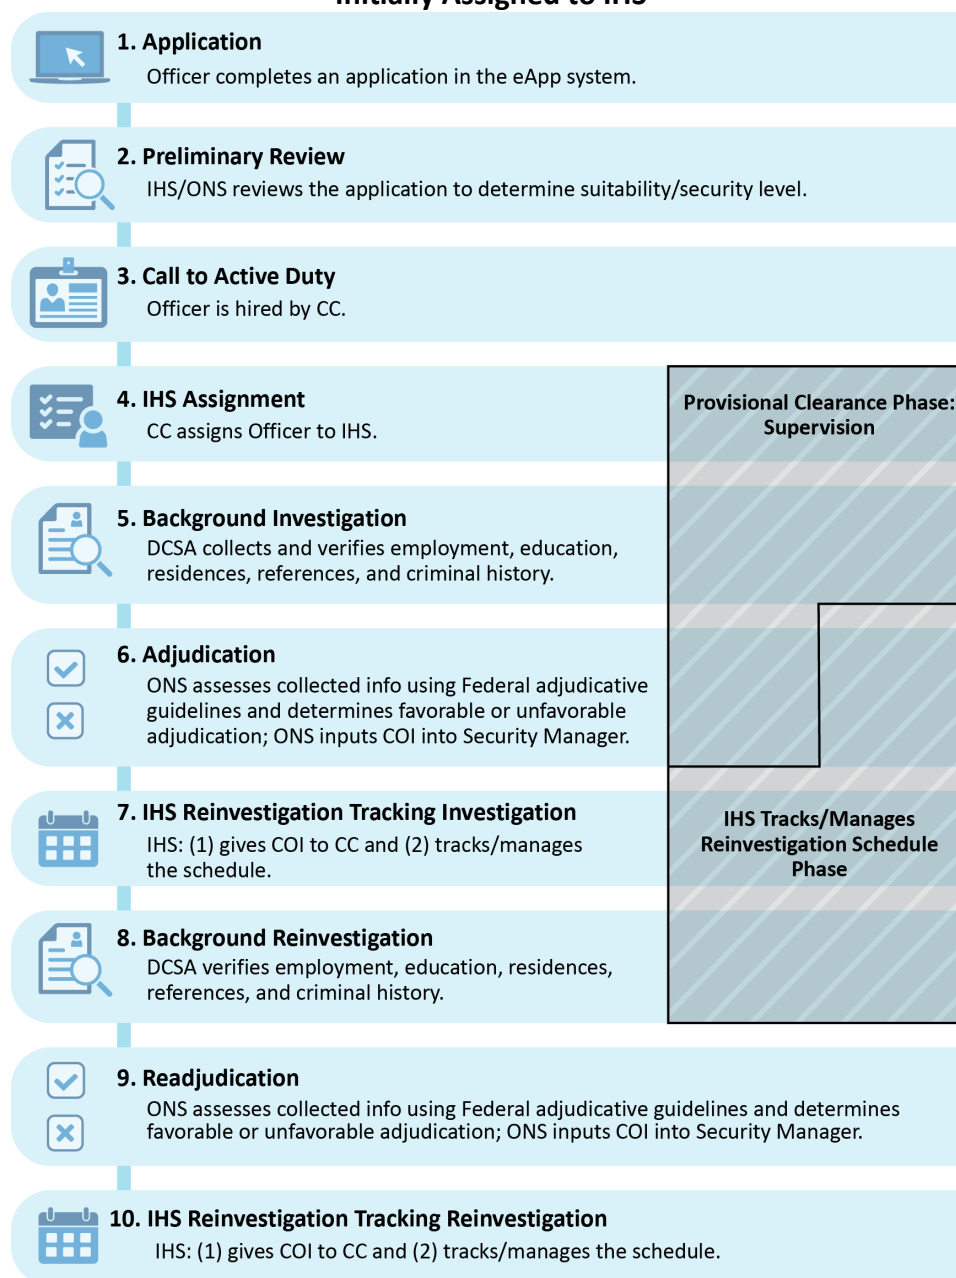 Initially Assigned to IHS
1. Application
Officer completes an application in the eApp system.
2. Preliminary Review
IHS/ONS reviews the application to determine suitability/security level.
3. Call to Active Duty
Officer is hired by CC.
4. IHS Assignment
CC assigns Officer to IHS.
Provisional Clearance Phase:
Supervision
5. Background Investigation
DCSA collects and verifies employment, education,
residences, references, and criminal history.
6. Adjudication
ONS assesses collected info using Federal adjudicative
guidelines and determines favorable or unfavorable
adjudication; ONS inputs COI into Security Manager.
7. IHS Reinvestigation Tracking Investigation
IHS: (1) gives COI to CC and (2) tracks/manages
the schedule.
IHS Tracks/Manages
Reinvestigation Schedule
Phase
8. Background Reinvestigation
DCSA verifies employment, education, residences,
references, and criminal history.
9. Readjudication
ONS assesses collected info using Federal adjudicative guidelines and determines
favorable or unfavorable adjudication; ONS inputs COI into Security Manager.
10. IHS Reinvestigation Tracking Reinvestigation
IHS: (1) gives COI to CC and (2) tracks/manages the schedule.